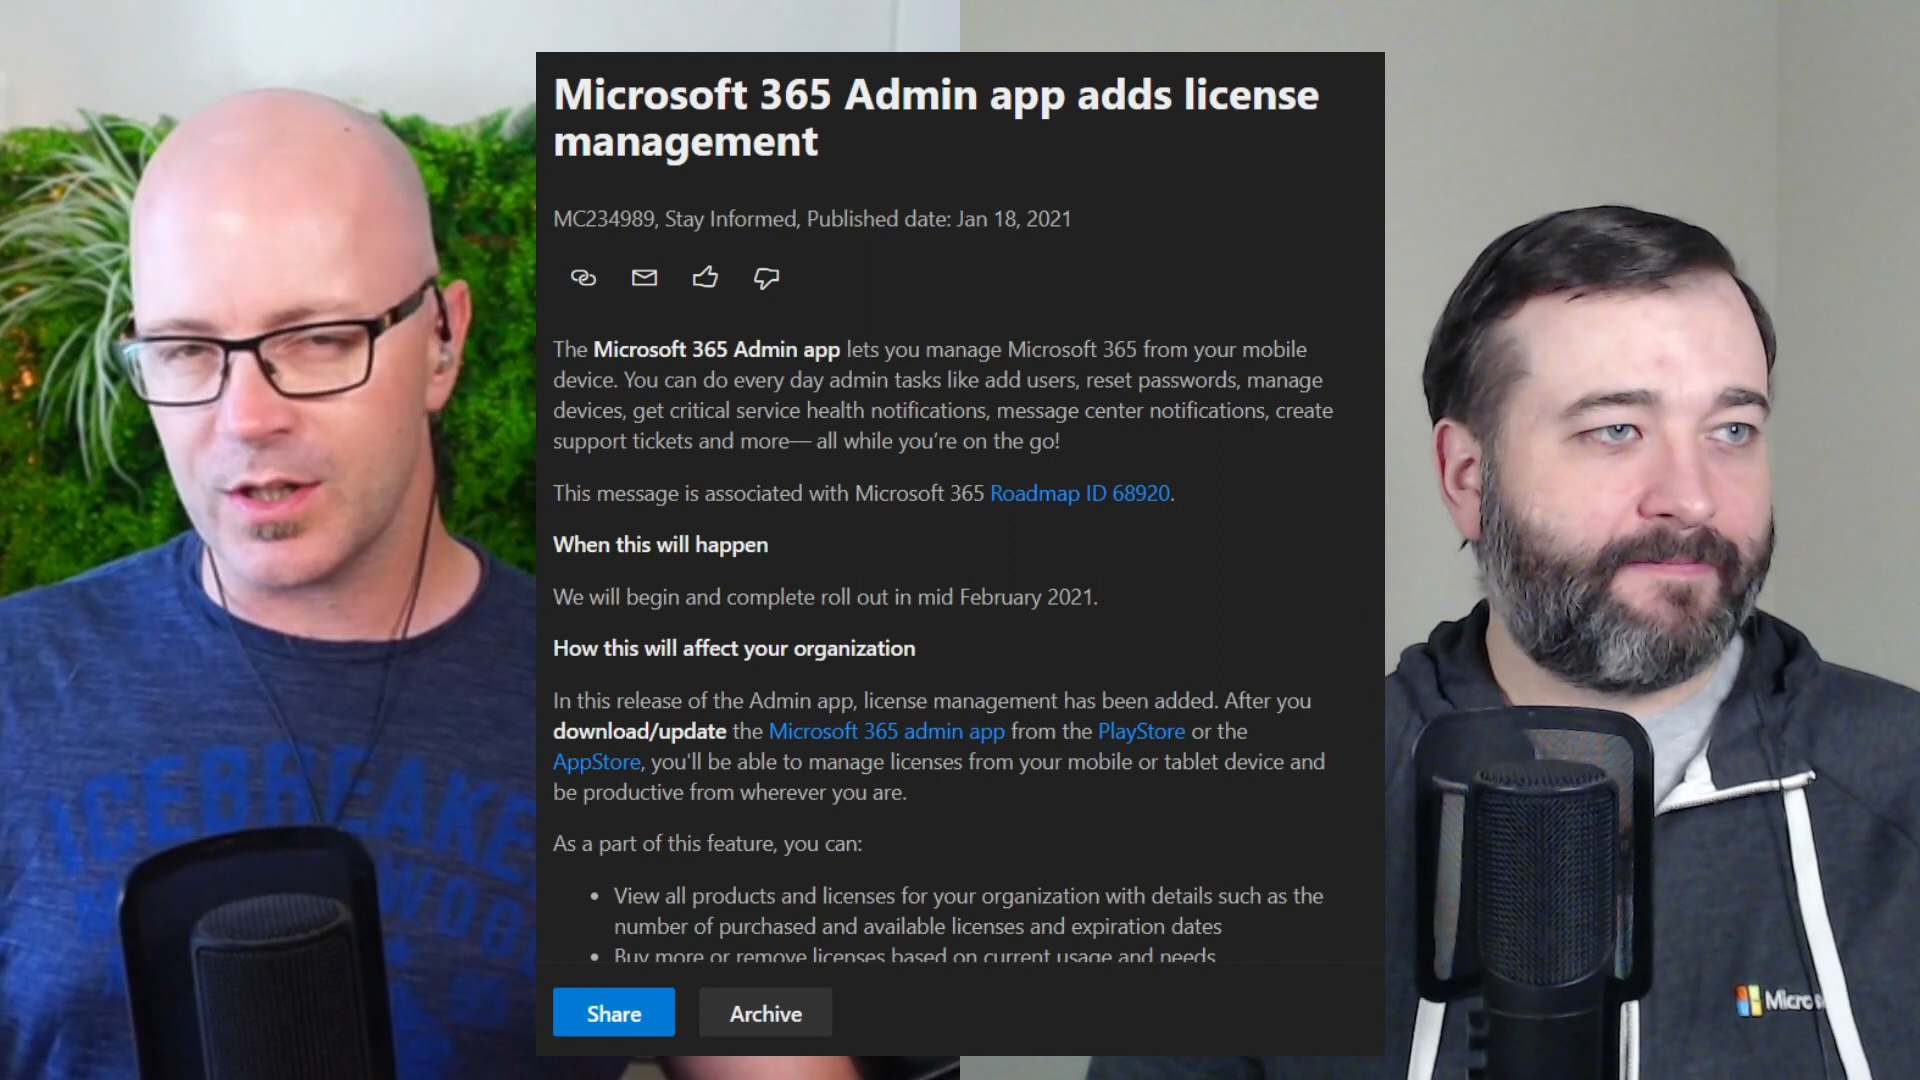 Microsoft 365 Admin app adds license
management
MC234989, Stay Informed, Published date: Jan 18, 2021
The Microsoft 365 Admin app lets you manage Microsoft 365 from your mobile
device. You can do every day admin tasks like add users, reset passwords, manage
devices, get critical service health notifications, message center notifications, create
support tickets and more— all while you're on the go!
This message is associated with Microsoft 365 Roadmap ID 68920.
When this will happen
We will begin and complete roll out in mid February 2021.
How this will affect your organization
In this release of the Admin app, license management has been added. After you
download/update the Microsoft 365 admin app from the PlayStore or the
AppStore, you'll be able to manage licenses from your mobile or tablet device and
be productive from wherever you are.
As a part of this feature, you can:
• View all products and licenses for your organization with details such as the
number of purchased and available licenses and expiration dates
• Buy more or remove licenses based on current usage and needs
Share
Archive
ICEBREAKE
Micros